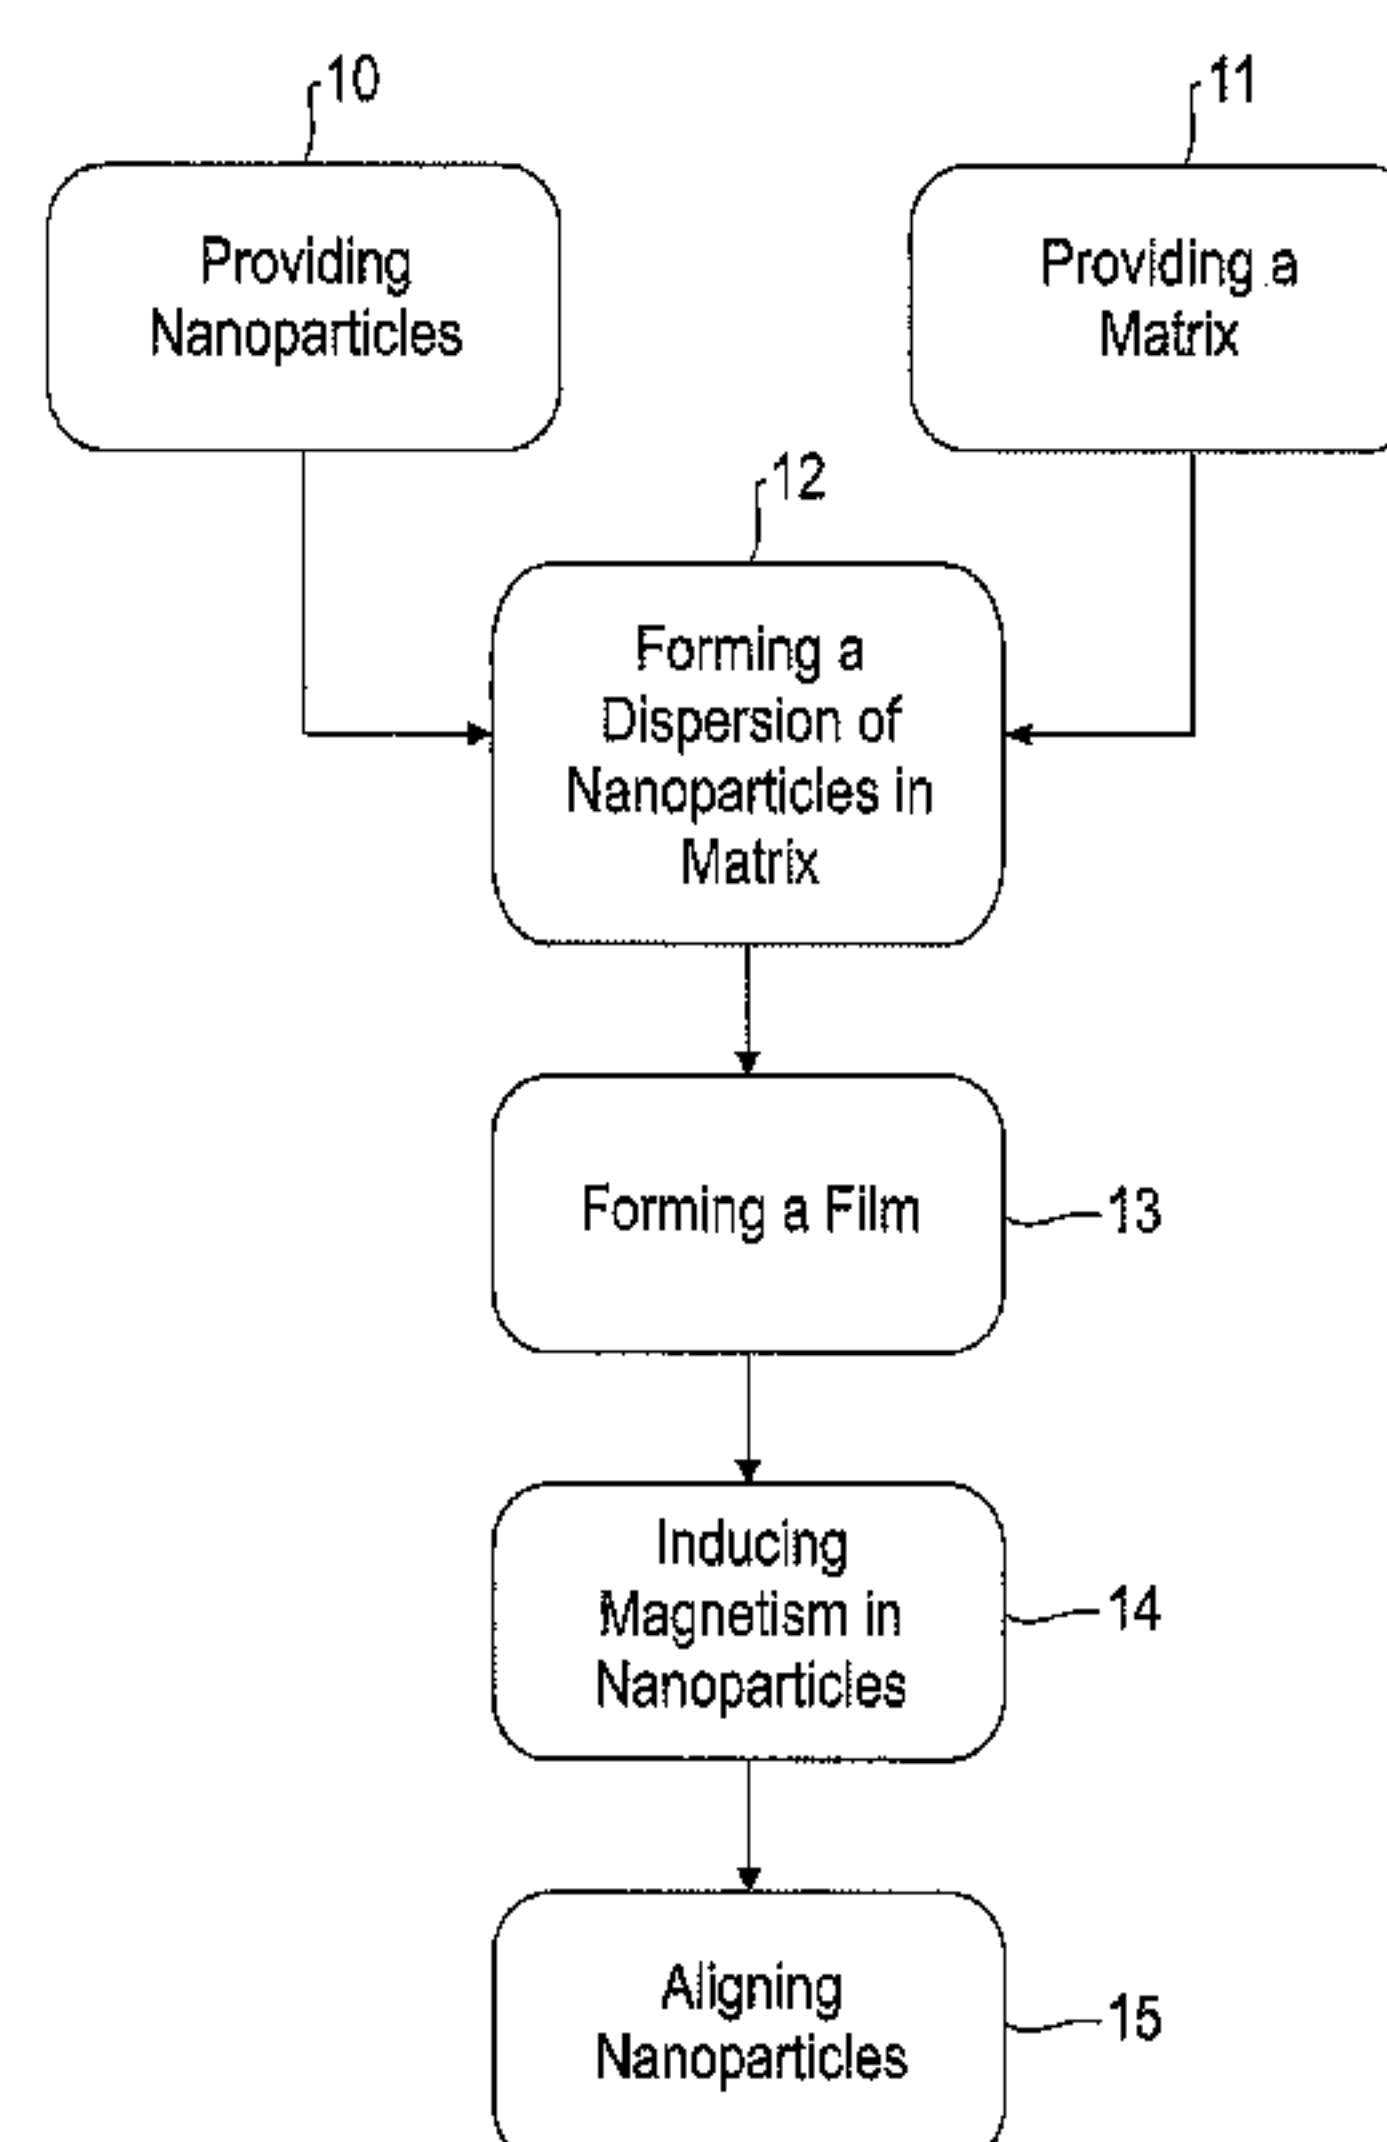 10
11
Providing
Nanoparticles
Providing a
Matrix
12
Forming a
Dispersion of
Nanoparticles in
Matrix
Forming a Film
13
Inducing
Magnetism in
Nanoparticles
14
Aligning
Nanoparticles
15